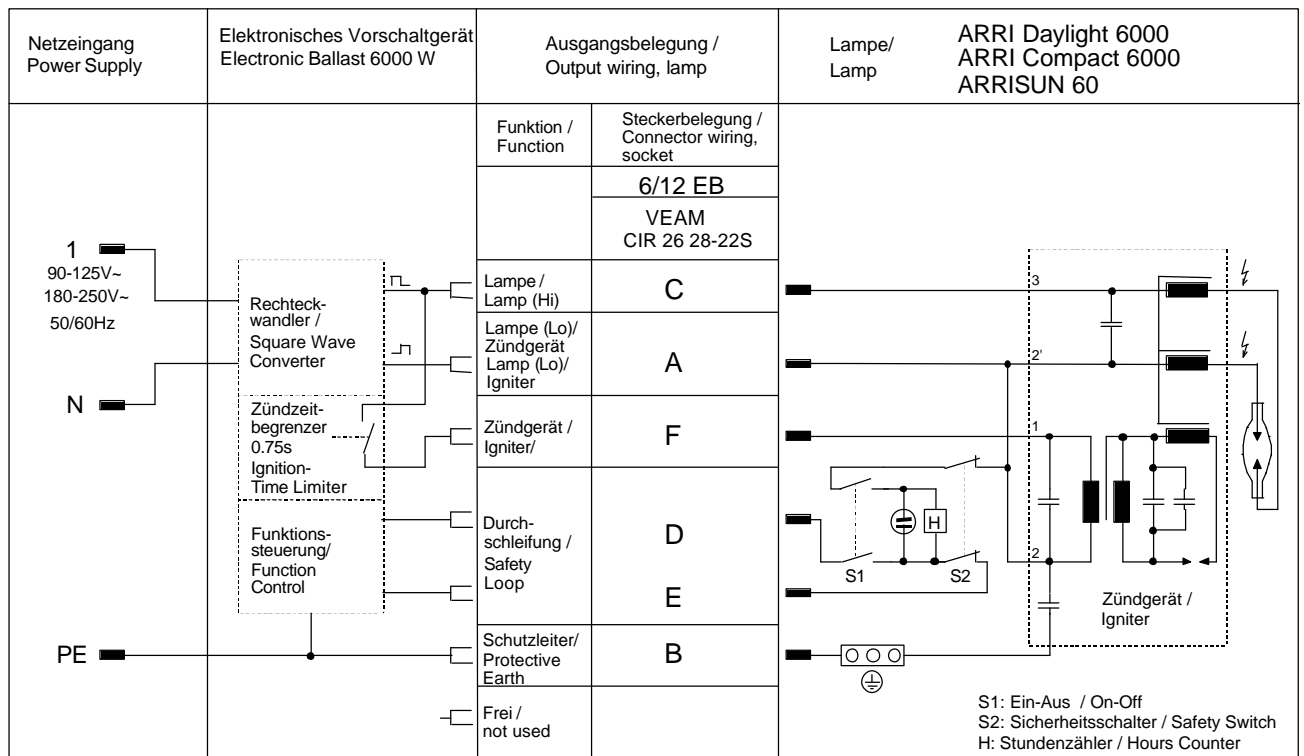 Netzeingang
Power Supply
Elektronisches Vorschaltgerät
Electronic Ballast 6000 W
Ausgangsbelegung /
Output wiring, lamp
Lampe/
Lamp
ARRI Daylight 6000
ARRI Compact 6000
ARRISUN 60
Funktion /
Function
Steckerbelegung /
Connector wiring,
socket
6/12 EB
VEAM
CIR 26 28-22S
1
90-125V~
180-250V~
50/60Hz
N
PE
Rechteck-
wandler /
Square Wave
Converter
Zündzeit-
begrenzer
0.75s
Ignition-
Time Limiter
Funktions-
steuerung/
Function
Control
Lampe /
Lamp (Hi)
C
Lampe (Lo)/
Zündgerät
Lamp (Lo)/
Igniter
A
Zündgerät /
Igniter/
F
Durch-
schleifung /
Safety
Loop
D
E
Schutzleiter/
Protective
Earth
B
Frei /
not used
3
2'
1
2
H
S1
S2
Zündgerät /
Igniter
S1: Ein-Aus / On-Off
S2: Sicherheitsschalter / Safety Switch
H: Stundenzähler / Hours Counter